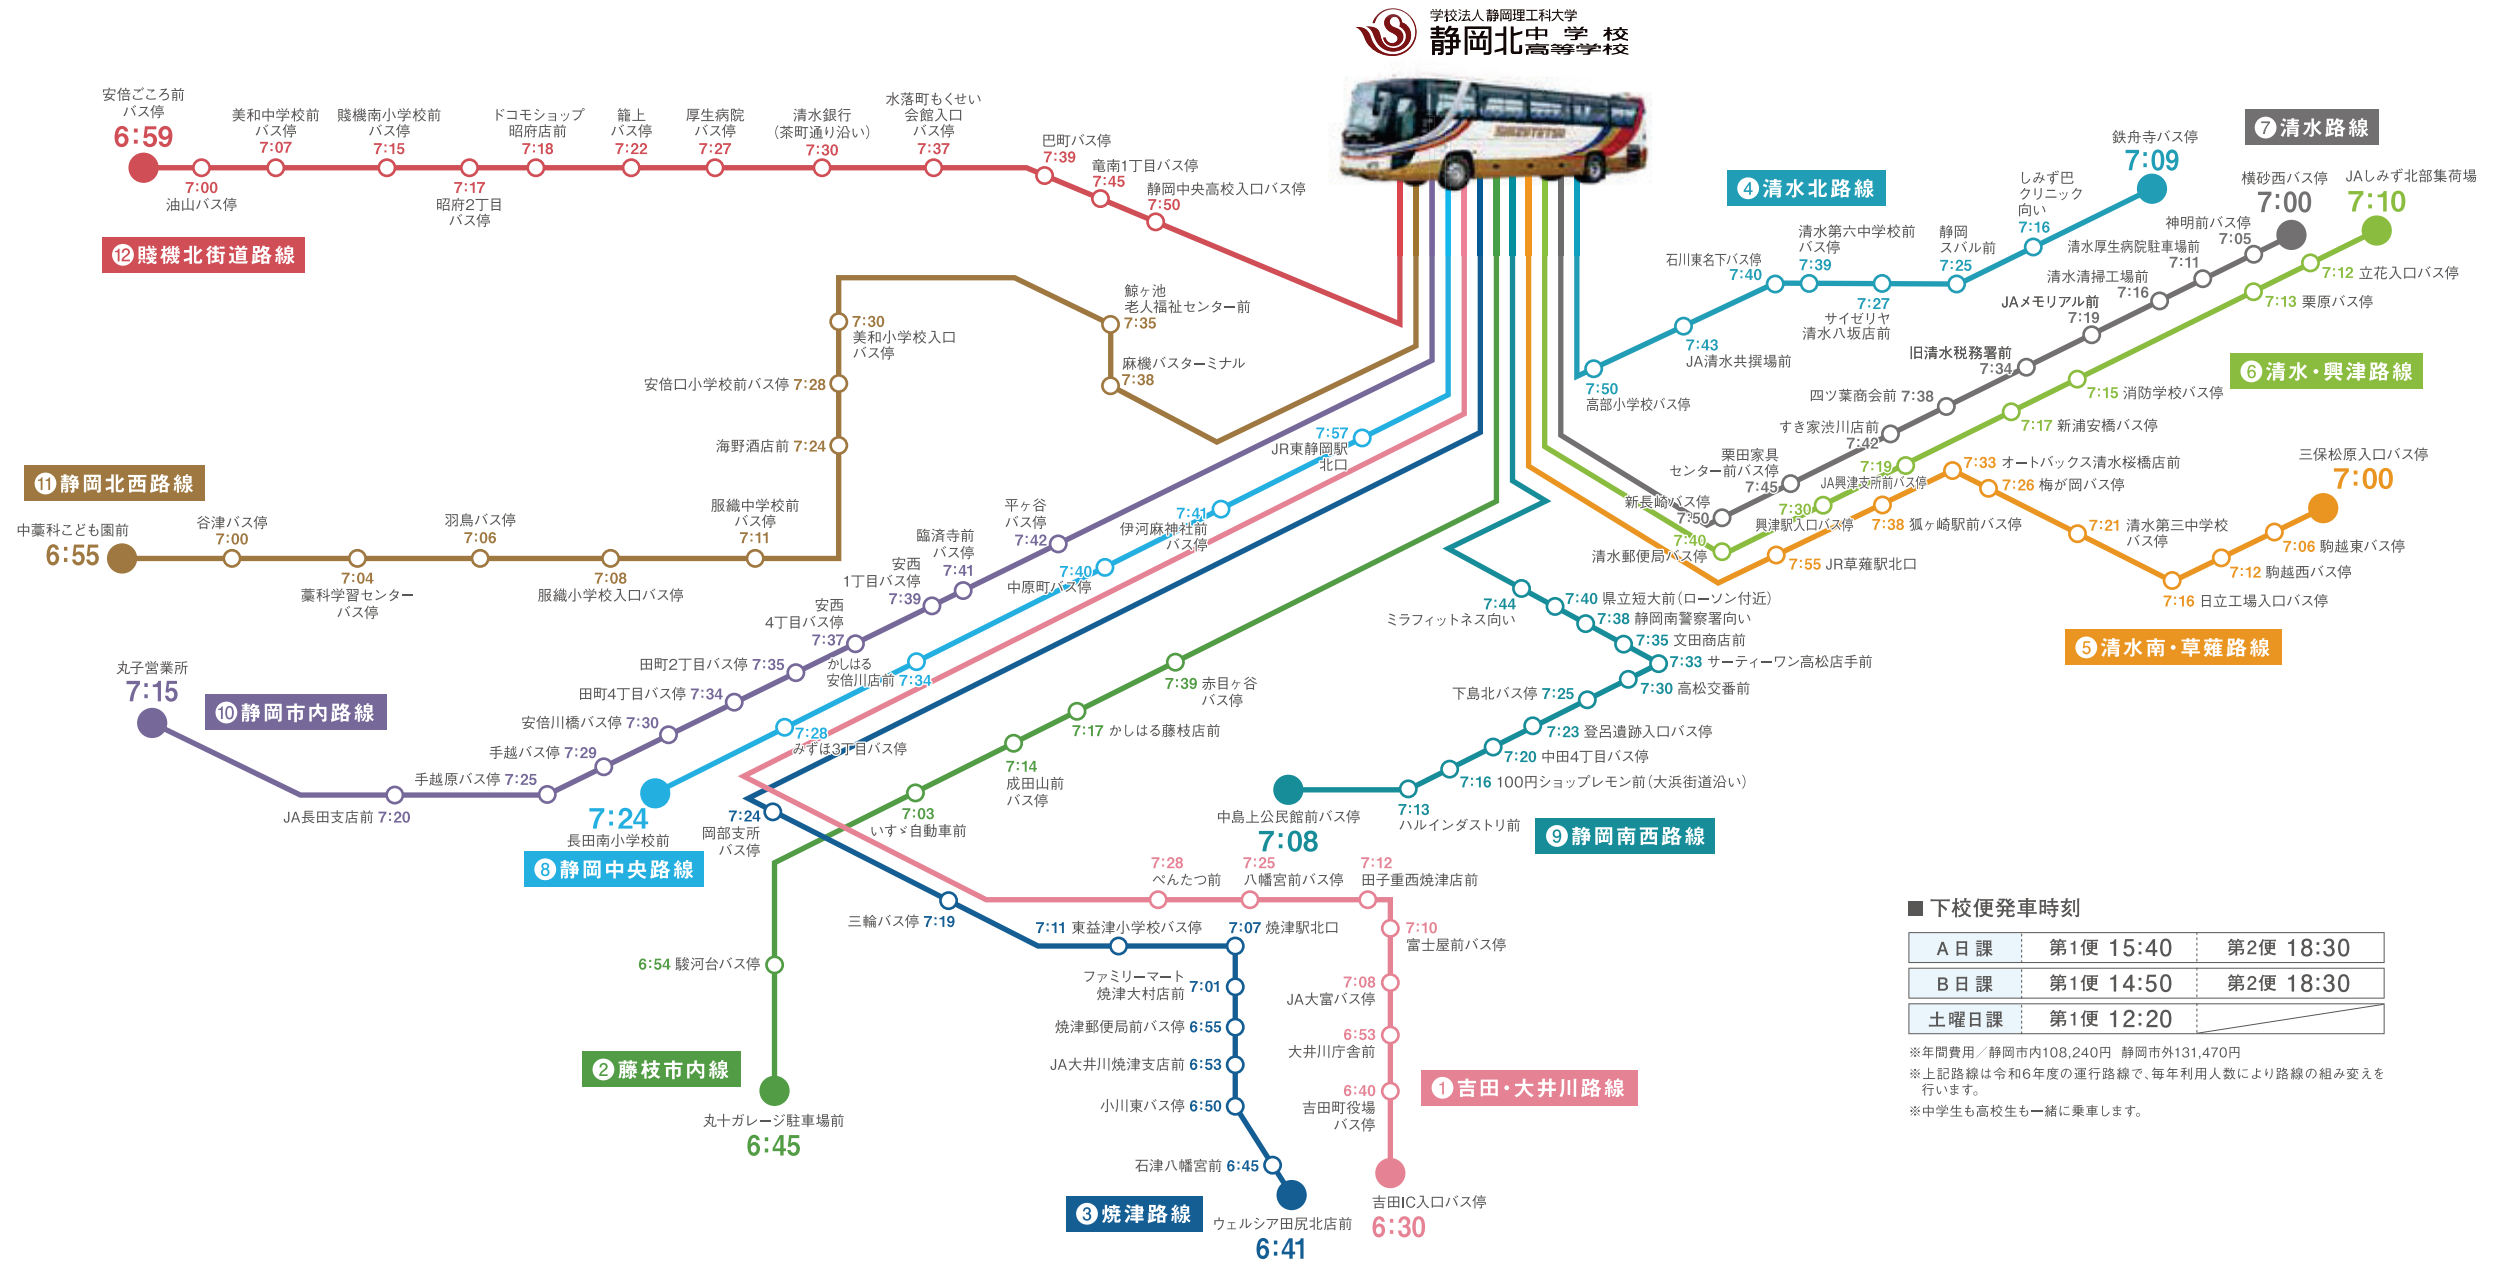 学校法人 静岡理工科大学
静岡北中学校
高等学校
安倍ごころ前
バス停
6:59
7:00
油山バス停
美和中学校前
バス停
7:07
賤機南小学校前
バス停
7:15
7:17
昭府2丁目
バス停
ドコモショップ
昭府店前
7:18
籠上
バス停
7:22
厚生病院
バス停
7:27
清水銀行
（茶町通り沿い）
7:30
水落町もくせい
会館入口
バス停
7:37
巴町バス停
7:39
竜南1丁目バス停
7:45
静岡中央高校入口バス停
7:50
⑫賤機北街道路線
⑪静岡北西路線
中藁科こども園前
6:55
谷津バス停
7:00
7:04
藁科学習センター
バス停
羽鳥バス停
7:06
7:08
服織小学校入口バス停
服織中学校前
バス停
7:11
海野酒店前 7:24
安倍口小学校前バス停 7:28
7:30
美和小学校入口
バス停
鯨ヶ池
老人福祉センター前
7:35
麻機バスターミナル
7:38
丸子営業所
7:15
⑩静岡市内路線
JA長田支店前 7:20
手越原バス停 7:25
手越バス停 7:29
安倍川橋バス停 7:30
田町4丁目バス停 7:34
田町2丁目バス停 7:35
安西
4丁目バス停
7:37
安西
1丁目バス停
7:39
臨済寺前
バス停
7:41
平ヶ谷
バス停
7:42
7:24
長田南小学校前
⑧静岡中央路線
7:28
みずほ3丁目バス停
かしはる
安倍川店前 7:34
7:40
中原町バス停
7:41
伊河麻神社前
バス停
7:57
JR東静岡駅
北口
②藤枝市内線
丸十ガレージ駐車場前
6:45
6:54 駿河台バス停
7:03
いすゞ自動車前
7:14
成田山前
バス停
7:17 かしはる藤枝店前
7:39 赤目ヶ谷
バス停
③焼津路線
ウェルシア田尻北店前
6:41
石津八幡宮前 6:45
小川東バス停 6:50
JA大井川焼津支店前 6:53
焼津郵便局前バス停 6:55
ファミリーマート
焼津大村店前 7:01
7:07 焼津駅北口
7:11 東益津小学校バス停
三輪バス停 7:19
7:24
岡部支所
バス停
①吉田・大井川路線
吉田IC入口バス停
6:30
6:40
吉田町役場
バス停
6:53
大井川庁舎前
7:08
JA大富バス停
7:10
富士屋前バス停
7:12
田子重西焼津店前
7:25
八幡宮前バス停
7:28
ぺんたつ前
⑨静岡南西路線
中島上公民館前バス停
7:08
7:13
ハルインダストリ前
7:16 100円ショップレモン前（大浜街道沿い）
7:20 中田4丁目バス停
7:23 登呂遺跡入口バス停
下島北バス停 7:25
7:30 高松交番前
7:33 サーティーワン高松店手前
7:35 文田商店前
7:38 静岡南警察署向い
7:40 県立短大前（ローソン付近）
7:44
ミラフィットネス向い
④清水北路線
鉄舟寺バス停
7:09
しみず巴
クリニック
向い
7:16
静岡
スバル前
7:25
7:27
サイゼリヤ
清水八坂店前
清水第六中学校前
バス停
7:39
石川東名下バス停
7:40
7:43
JA清水共撰場前
7:50
高部小学校バス停
⑦清水路線
横砂西バス停
7:00
神明前バス停
7:05
清水厚生病院駐車場前
7:11
清水清掃工場前
7:16
JAメモリアル前
7:19
旧清水税務署前
7:34
四ツ葉商会前 7:38
すき家渋川店前
7:42
栗田家具
センター前バス停
7:45
新長崎バス停
7:50
JAしみず北部集荷場
7:10
7:12 立花入口バス停
7:13 栗原バス停
⑥清水・興津路線
7:15 消防学校バス停
7:17 新浦安橋バス停
7:19
JA興津支所前バス停
7:30
興津駅入口バス停
7:40
清水郵便局バス停
三保松原入口バス停
7:00
7:06 駒越東バス停
7:12 駒越西バス停
7:16 日立工場入口バス停
7:21 清水第三中学校
バス停
7:26 梅が岡バス停
7:33 オートバックス清水桜橋店前
7:38 狐ヶ崎駅前バス停
7:55 JR草薙駅北口
⑤清水南・草薙路線
■ 下校便発車時刻
A日課 第1便 15:40 第2便 18:30
B日課 第1便 14:50 第2便 18:30
土曜日課 第1便 12:20
※年間費用／静岡市内108,240円 静岡市外131,470円
※上記路線は令和6年度の運行路線で、毎年利用人数により路線の組み変えを
行います。
※中学生も高校生も一緒に乗車します。